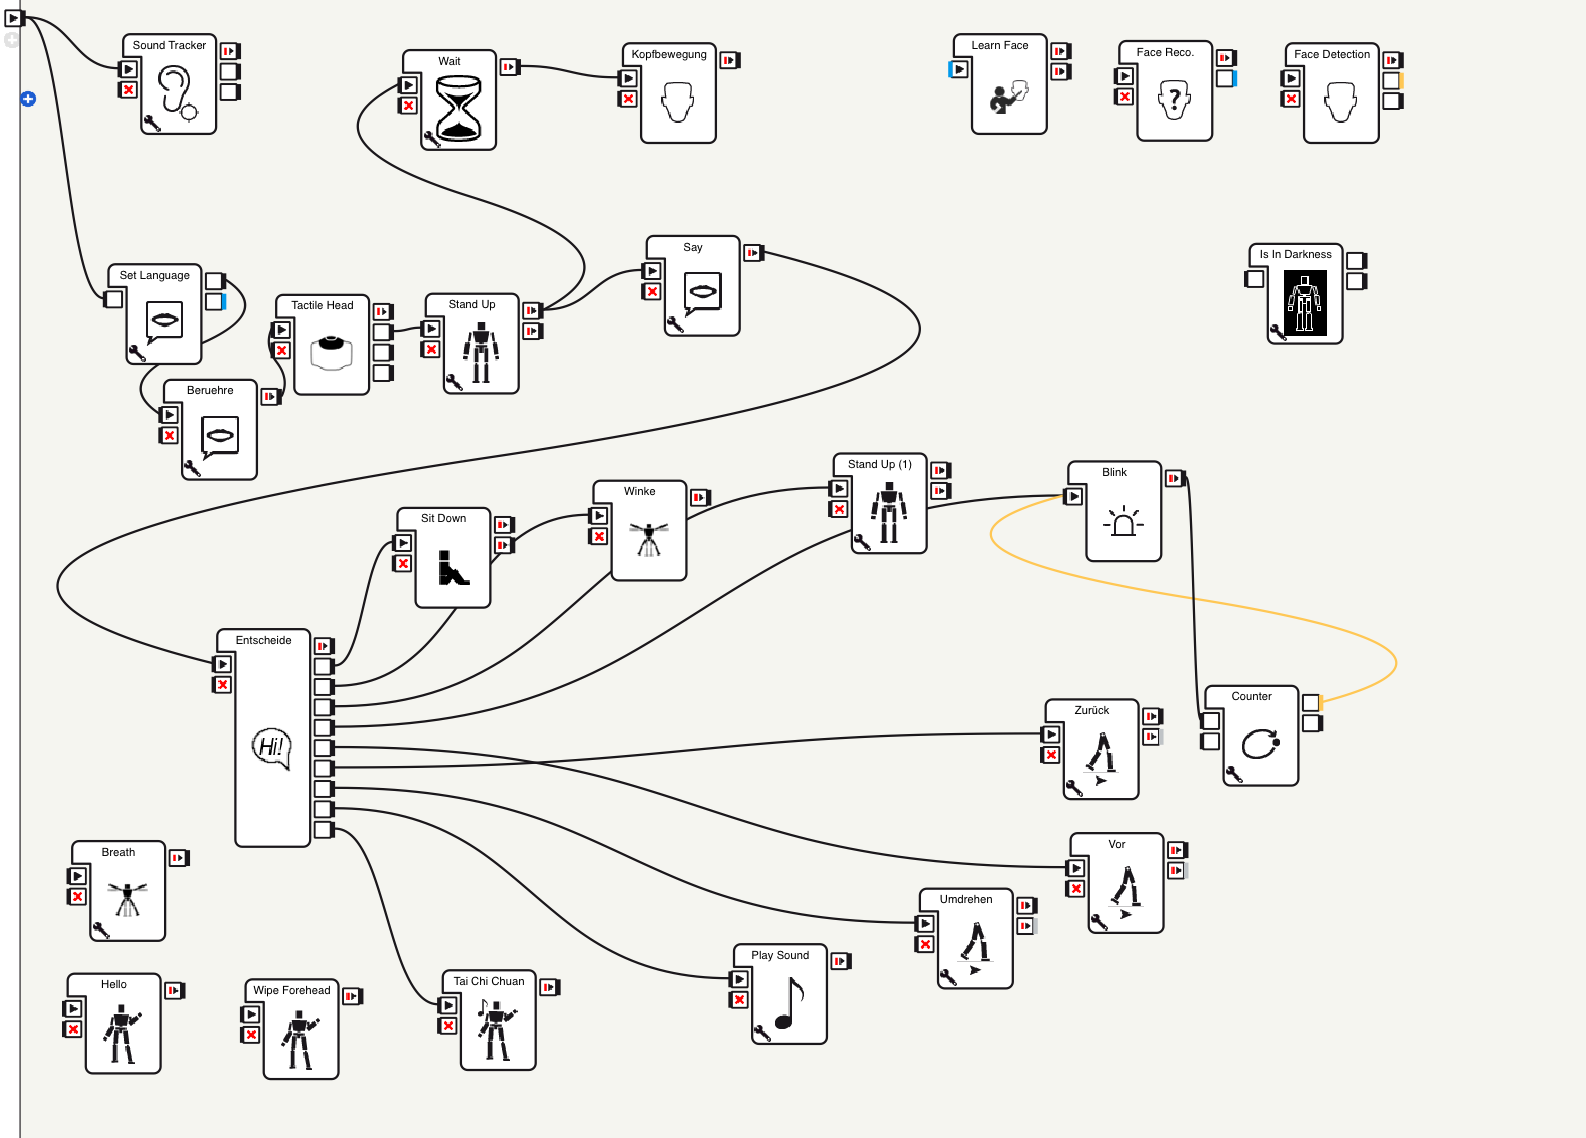 Sound Tracker
Wait
Kopfbewegung
Learn Face
Face Reco.
Face Detection
?
Set Language
Tactile Head
Stand Up
Say
Is In Darkness
Beruehre
Sit Down
Winke
Stand Up (1)
Blink
Entscheide
Hi!
Zurück
Counter
Breath
Vor
Umdrehen
Play Sound
Hello
Wipe Forehead
Tai Chi Chuan